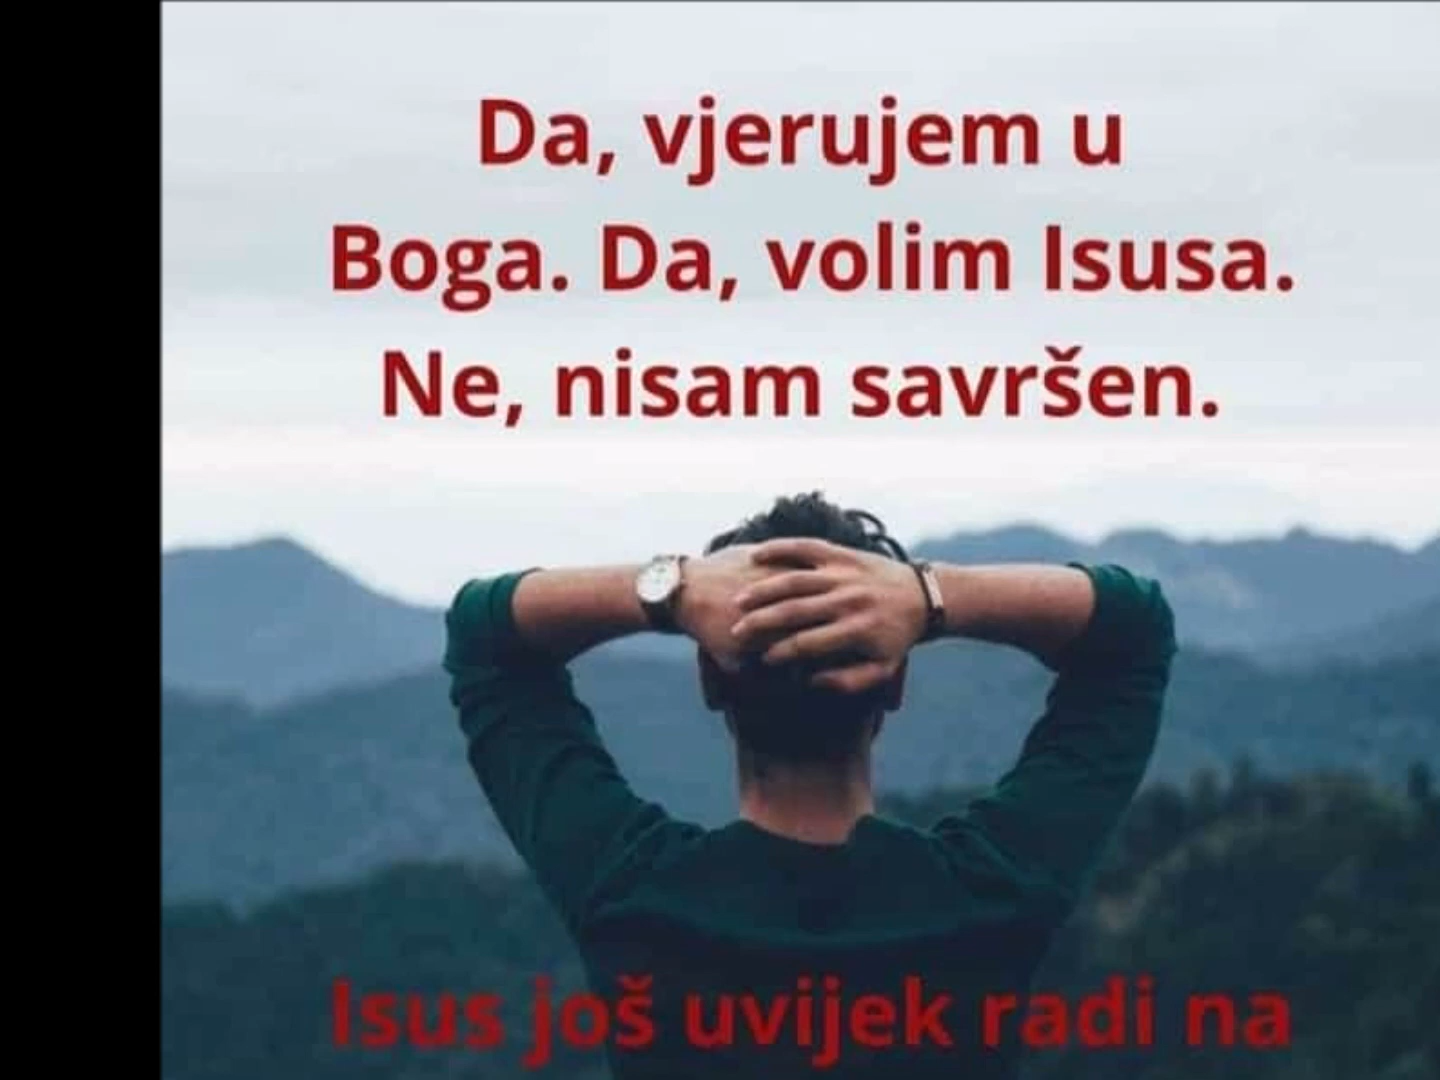 Da, vjerujem u
Boga. Da, volim Isusa.
Ne, nisam savršen.
Isus još uvijek radi na